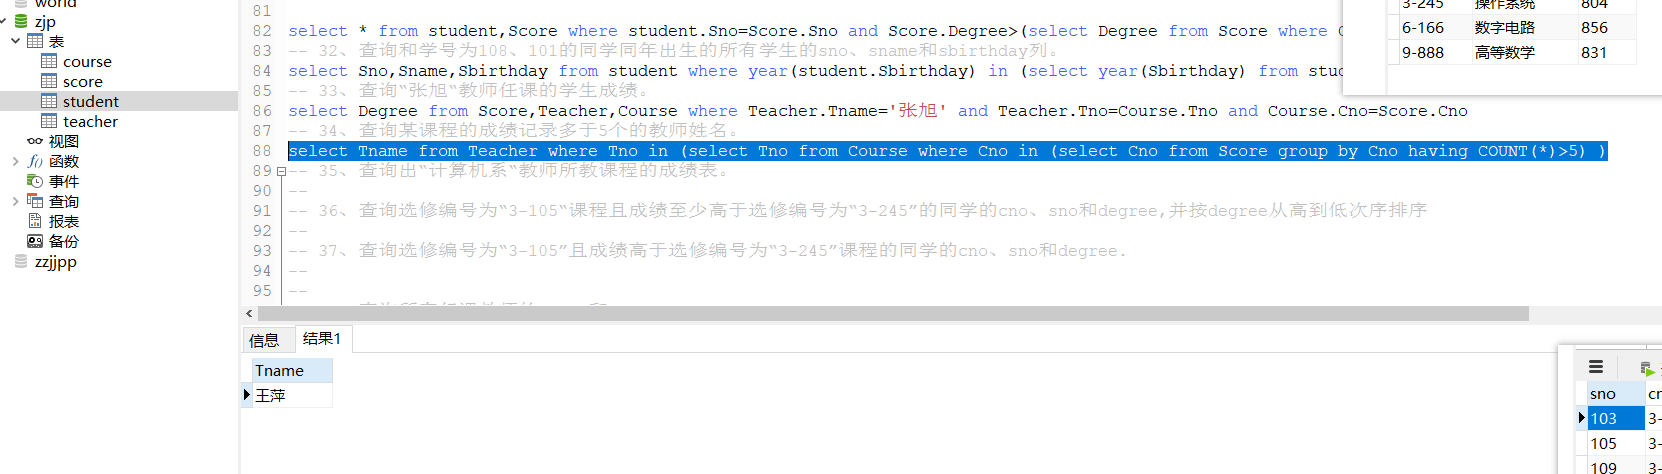 world
zjp
表
course
score
student
teacher
视图
函数
事件
查询
报表
备份
zzjjpp
81
82 select * from student,Score where student.Sno=Score.Sno and Score.Degree>(select Degree from Score where
83 -- 32、查询和学号为108、101的同学同年出生的所有学生的sno、sname和sbirthday列。
84 select Sno,Sname,Sbirthday from student where year(student.Sbirthday) in (select year(Sbirthday) from
85 -- 33、查询“张旭“教师任课的学生成绩。
86 select Degree from Score,Teacher,Course where Teacher.Tname='张旭' and Teacher.Tno=Course.Tno and Course.Cno=Score.Cno
87 -- 34、查询某课程的成绩记录多于5个的教师姓名。
88 select Tname from Teacher where Tno in (select Tno from Course where Cno in (select Cno from Score group by Cno having COUNT(*)>5) )
89 -- 35、查询出“计算机系“教师所教课程的成绩表。
90 --
91 -- 36、查询选修编号为“3-105“课程且成绩至少高于选修编号为“3-245”的同学的cno、sno和degree,并按degree从高到低次序排序
92 --
93 -- 37、查询选修编号为“3-105”且成绩高于选修编号为“3-245”课程的同学的cno、sno和degree.
94 --
95 --
3-245 操作系统 804
6-166 数字电路 856
9-888 高等数学 831
信息 结果1
Tname
王萍
sno
103 3-
105 3-
109 3-